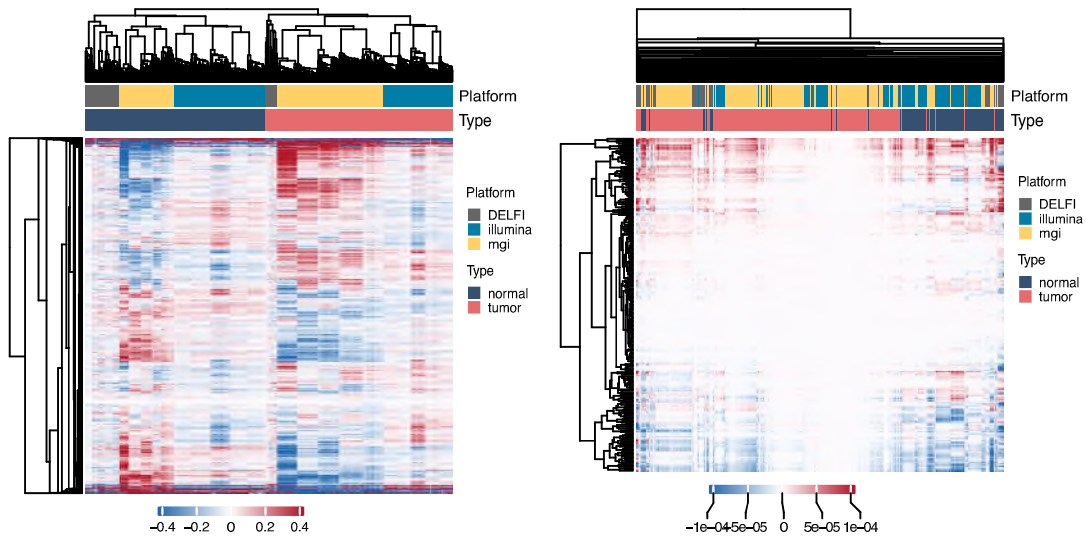 Platform
Type
Platform
DELFI
illumina
mgi
Type
normal
tumor
−0.4 −0.2 0 0.2 0.4
Platform
Type
Platform
DELFI
illumina
mgi
Type
normal
tumor
−1e−04 −5e−05 0 5e−05 1e−04